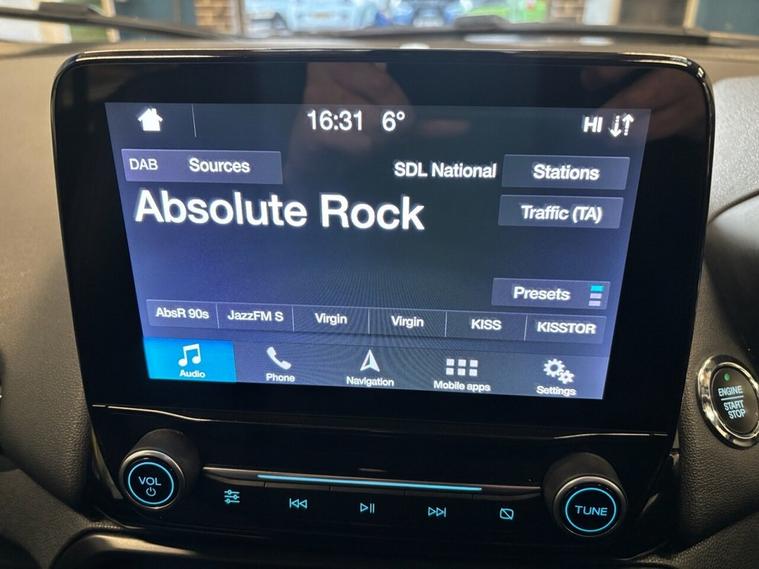 16:31 6° HI
DAB Sources SDL National Stations
Absolute Rock Traffic (TA)
Presets
AbsR 90s JazzFM S Virgin Virgin KISS KISSTOR
Audio Phone Navigation Mobile apps Settings
ENGINE
START
STOP
VOL
TUNE